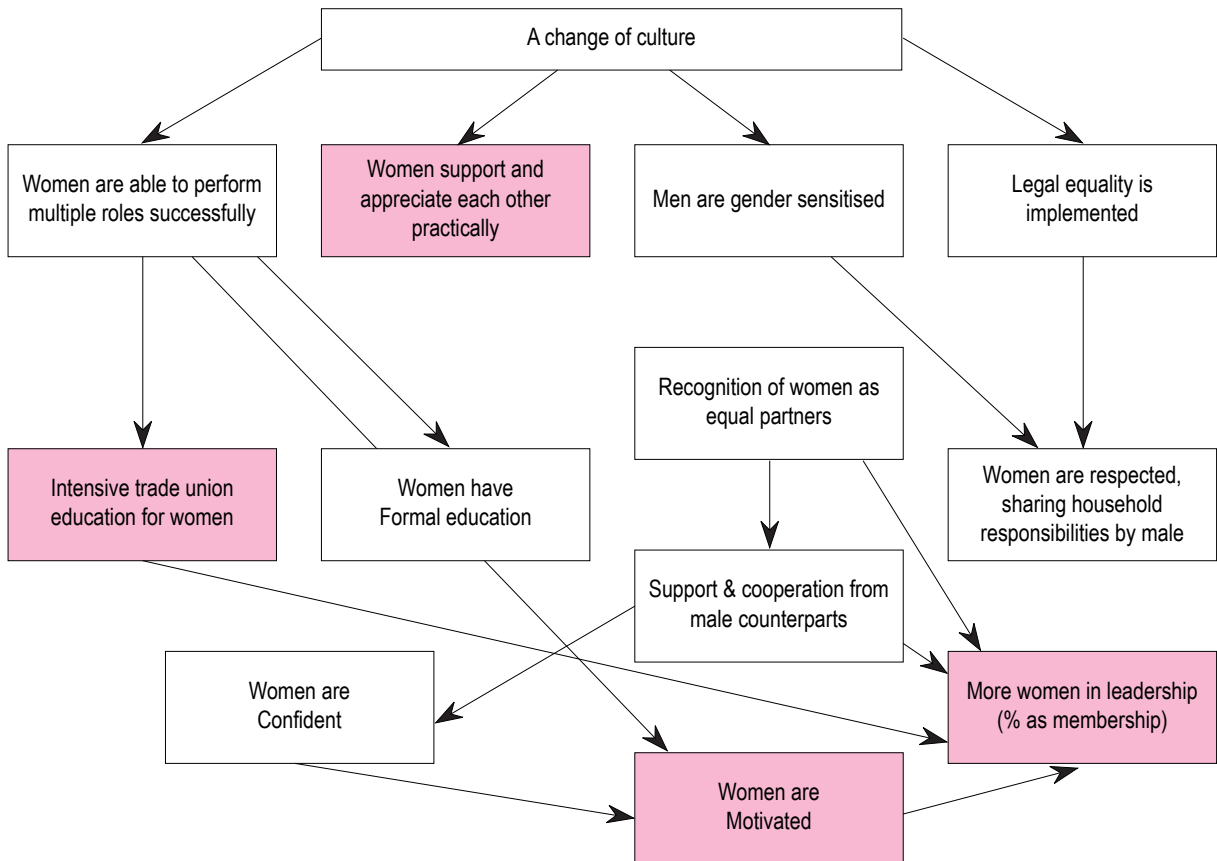 A change of culture
Women are able to perform
multiple roles successfully
Women support and
appreciate each other
practically
Men are gender sensitised
Legal equality is
implemented
Recognition of women as
equal partners
Intensive trade union
education for women
Women have
Formal education
Women are respected,
sharing household
responsibilities by male
Support & cooperation from
male counterparts
Women are
Confident
More women in leadership
(% as membership)
Women are
Motivated